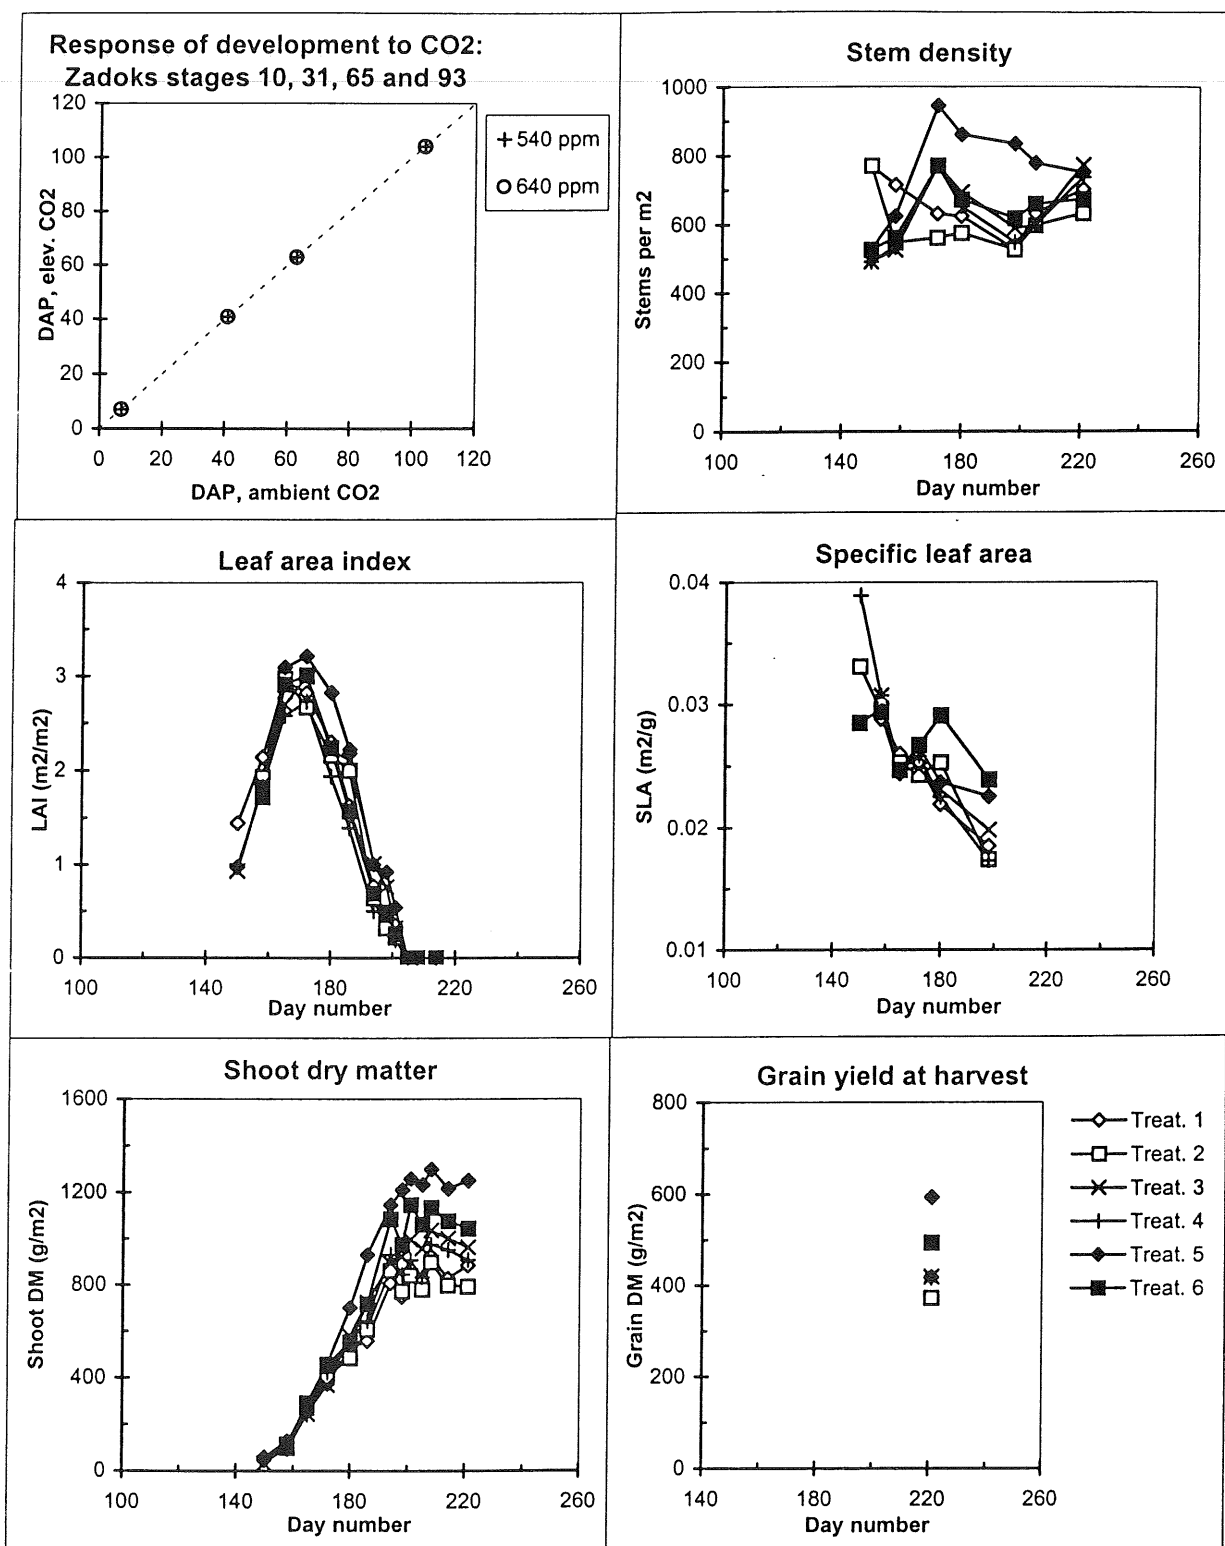 Response of development to CO2:
Zadoks stages 10, 31, 65 and 93
120
100
80
60
40
20
0
DAP, elev. CO2
0 20 40 60 80 100 120
DAP, ambient CO2
540 ppm
640 ppm
Stem density
1000
800
600
400
200
0
Stems per m2
100 140 180 220 260
Day number
Leaf area index
4
3
2
1
0
LAI (m2/m2)
100 140 180 220 260
Day number
Specific leaf area
0.04
0.03
0.02
0.01
SLA (m2/g)
100 140 180 220 260
Day number
Shoot dry matter
1600
1200
800
400
0
Shoot DM (g/m2)
100 140 180 220 260
Day number
Grain yield at harvest
800
600
400
200
0
Grain DM (g/m2)
140 180 220 260
Day number
Treat. 1
Treat. 2
Treat. 3
Treat. 4
Treat. 5
Treat. 6